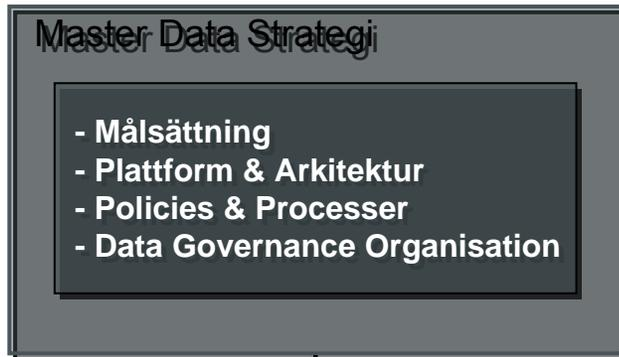 Master Data Strategi
- Målsättning
- Plattform & Arkitektur
- Policies & Processer
- Data Governance Organisation